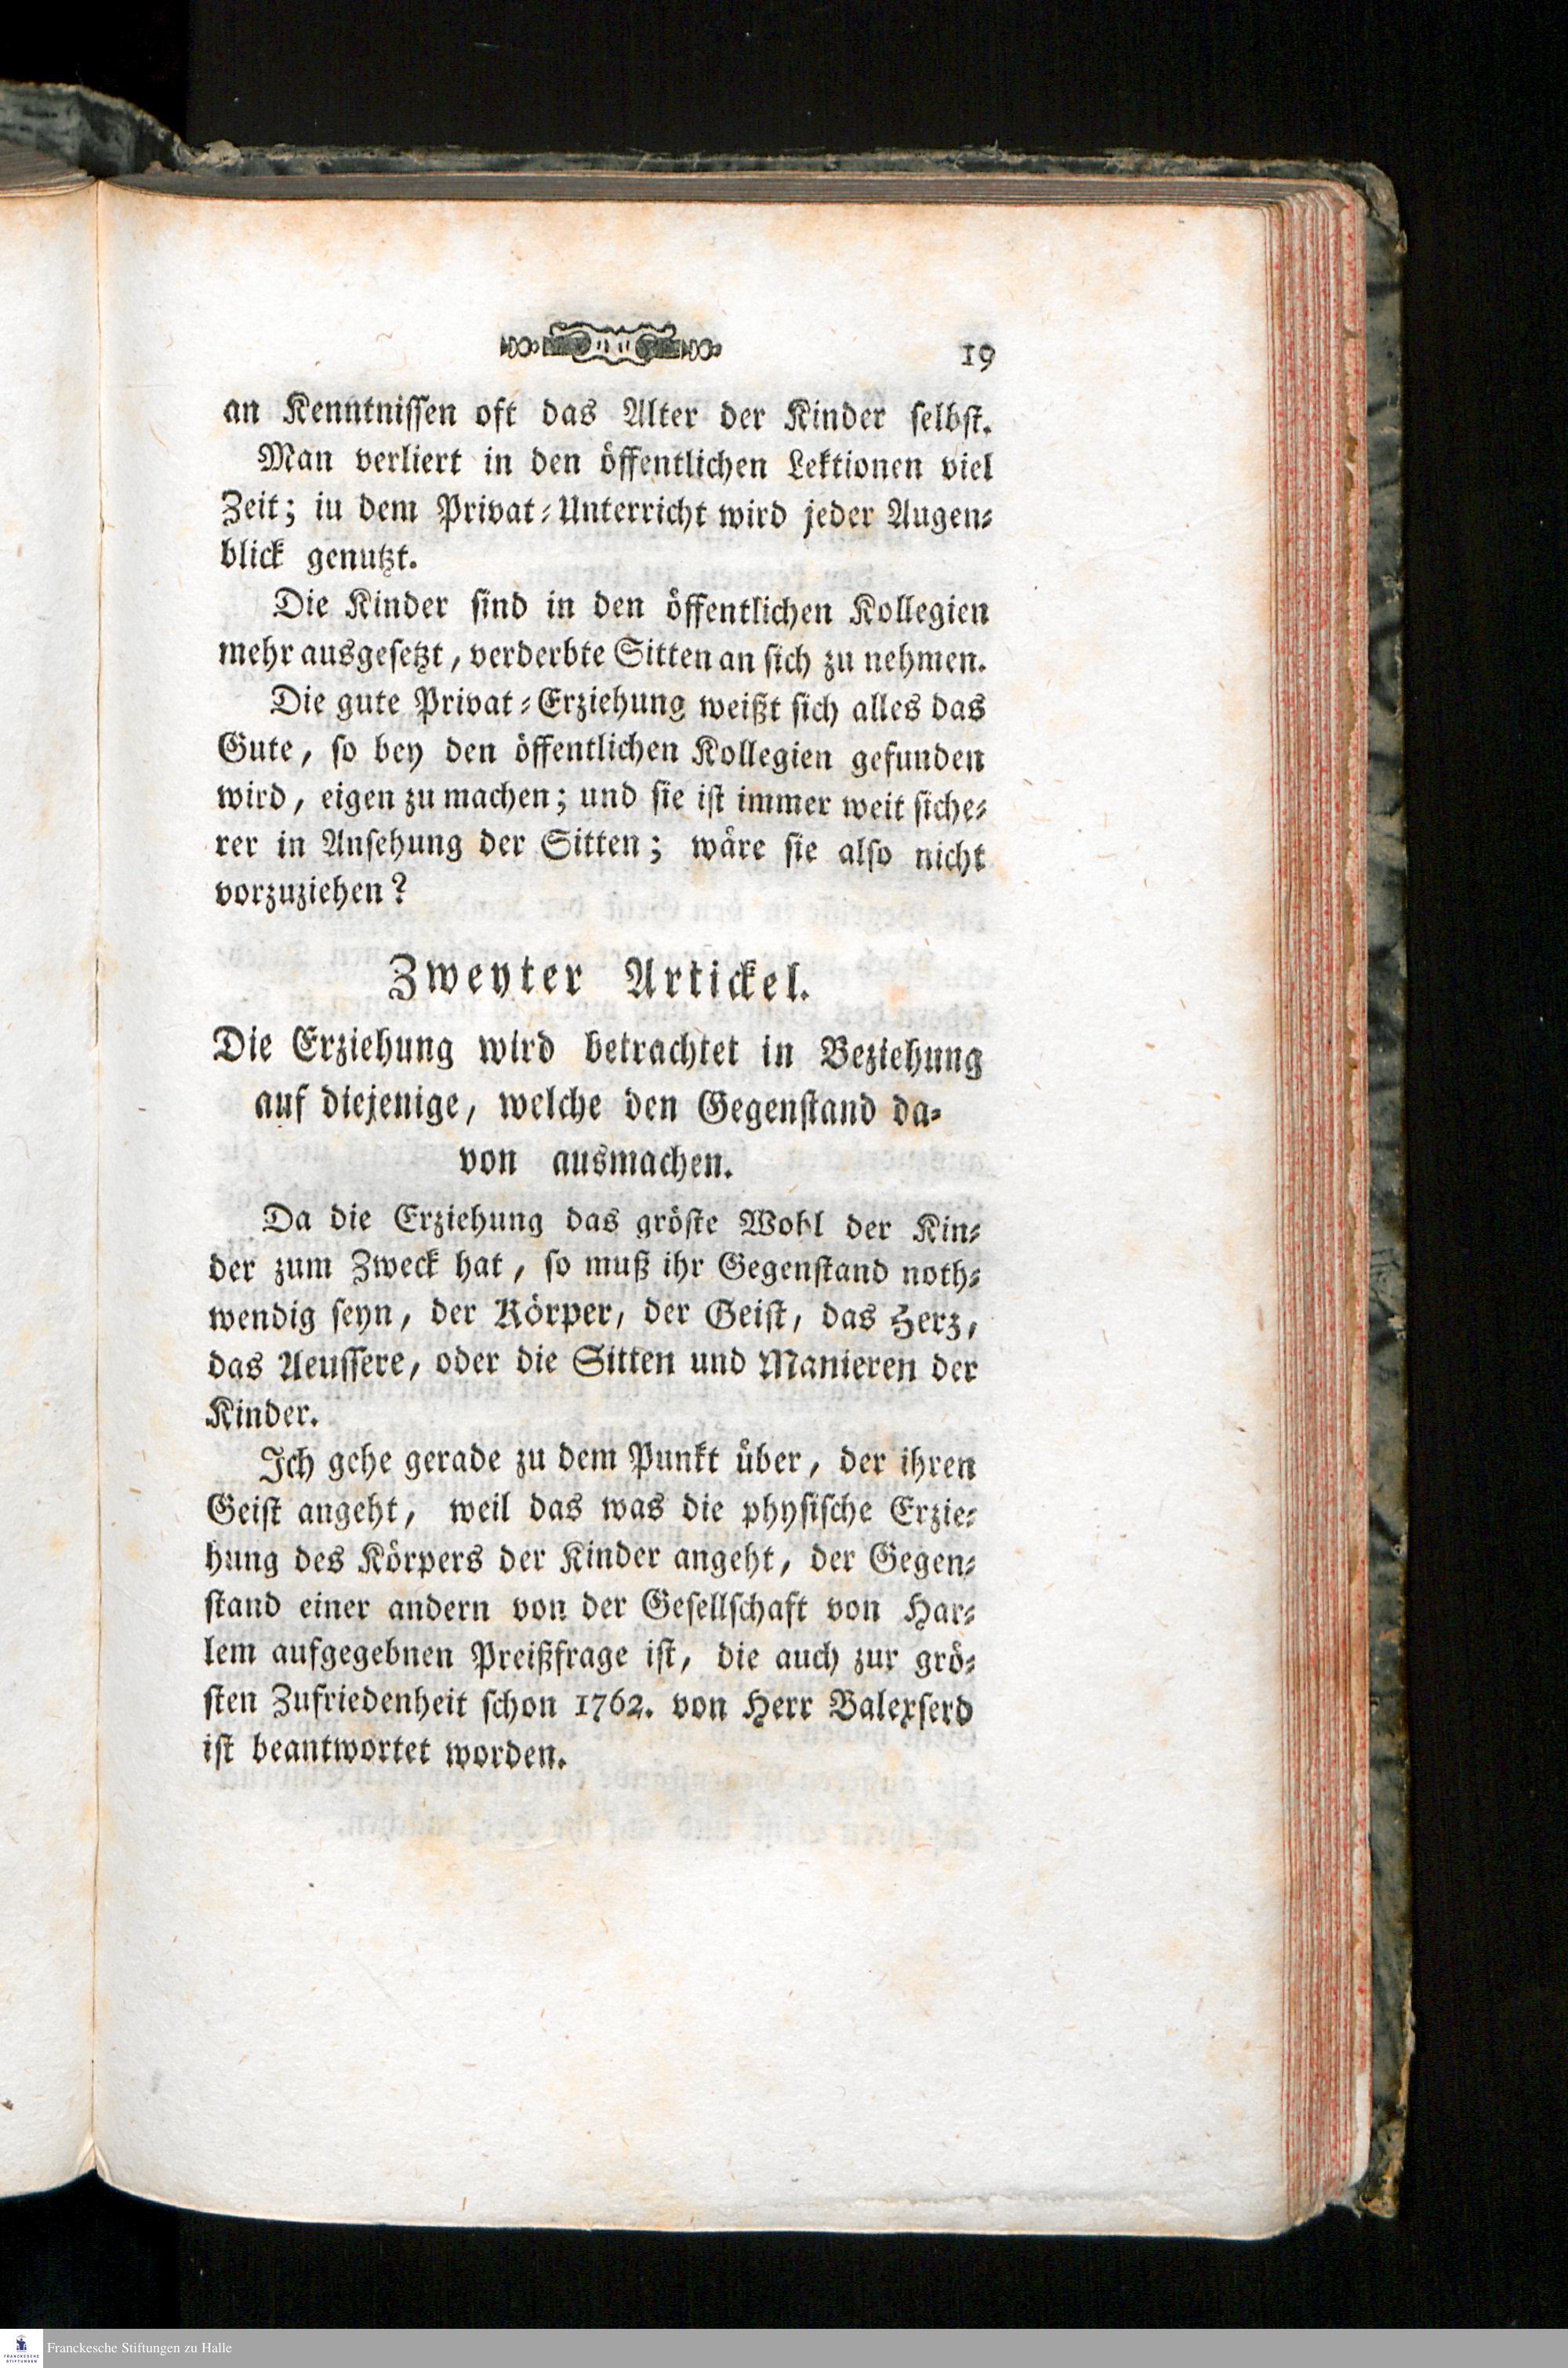 19
an Kenntnissen oft das Alter der Kinder selbst.
Man verliert in den öffentlichen Lektionen viel
Zeit; iu dem Privat-Unterricht wird jeder Augen-
blick genutzt.
Die Kinder sind in den öffentlichen Kollegien
mehr ausgesetzt, verderbte Sitten an sich zu nehmen.
Die gute Privat-Erziehung weißt sich alles das
Gute, so bey den öffentlichen Kollegien gefunden
wird, eigen zu machen; und sie ist immer weit siche-
rer in Ansehung der Sitten; wäre sie also nicht
vorzuziehen?
Zweyter Artickel.
Die Erziehung wird betrachtet in Beziehung
auf diejenige, welche den Gegenstand da-
von ausmachen.
Da die Erziehung das gröste Wohl der Kin-
der zum Zweck hat, so muß ihr Gegenstand noth-
wendig seyn, der Körper, der Geist, das Herz,
das Aeussere, oder die Sitten und Manieren der
Kinder.
Ich gehe gerade zu dem Punkt über, der ihren
Geist angeht, weil das was die physische Erzie-
hung des Körpers der Kinder angeht, der Gegen-
stand einer andern von der Gesellschaft von Har-
lem aufgegebnen Preißfrage ist, die auch zur grö-
sten Zufriedenheit schon 1762. von Herr Balexserd
ist beantwortet worden.
FRANCKESCHE
STIFTUNGEN
Franckesche Stiftungen zu Halle